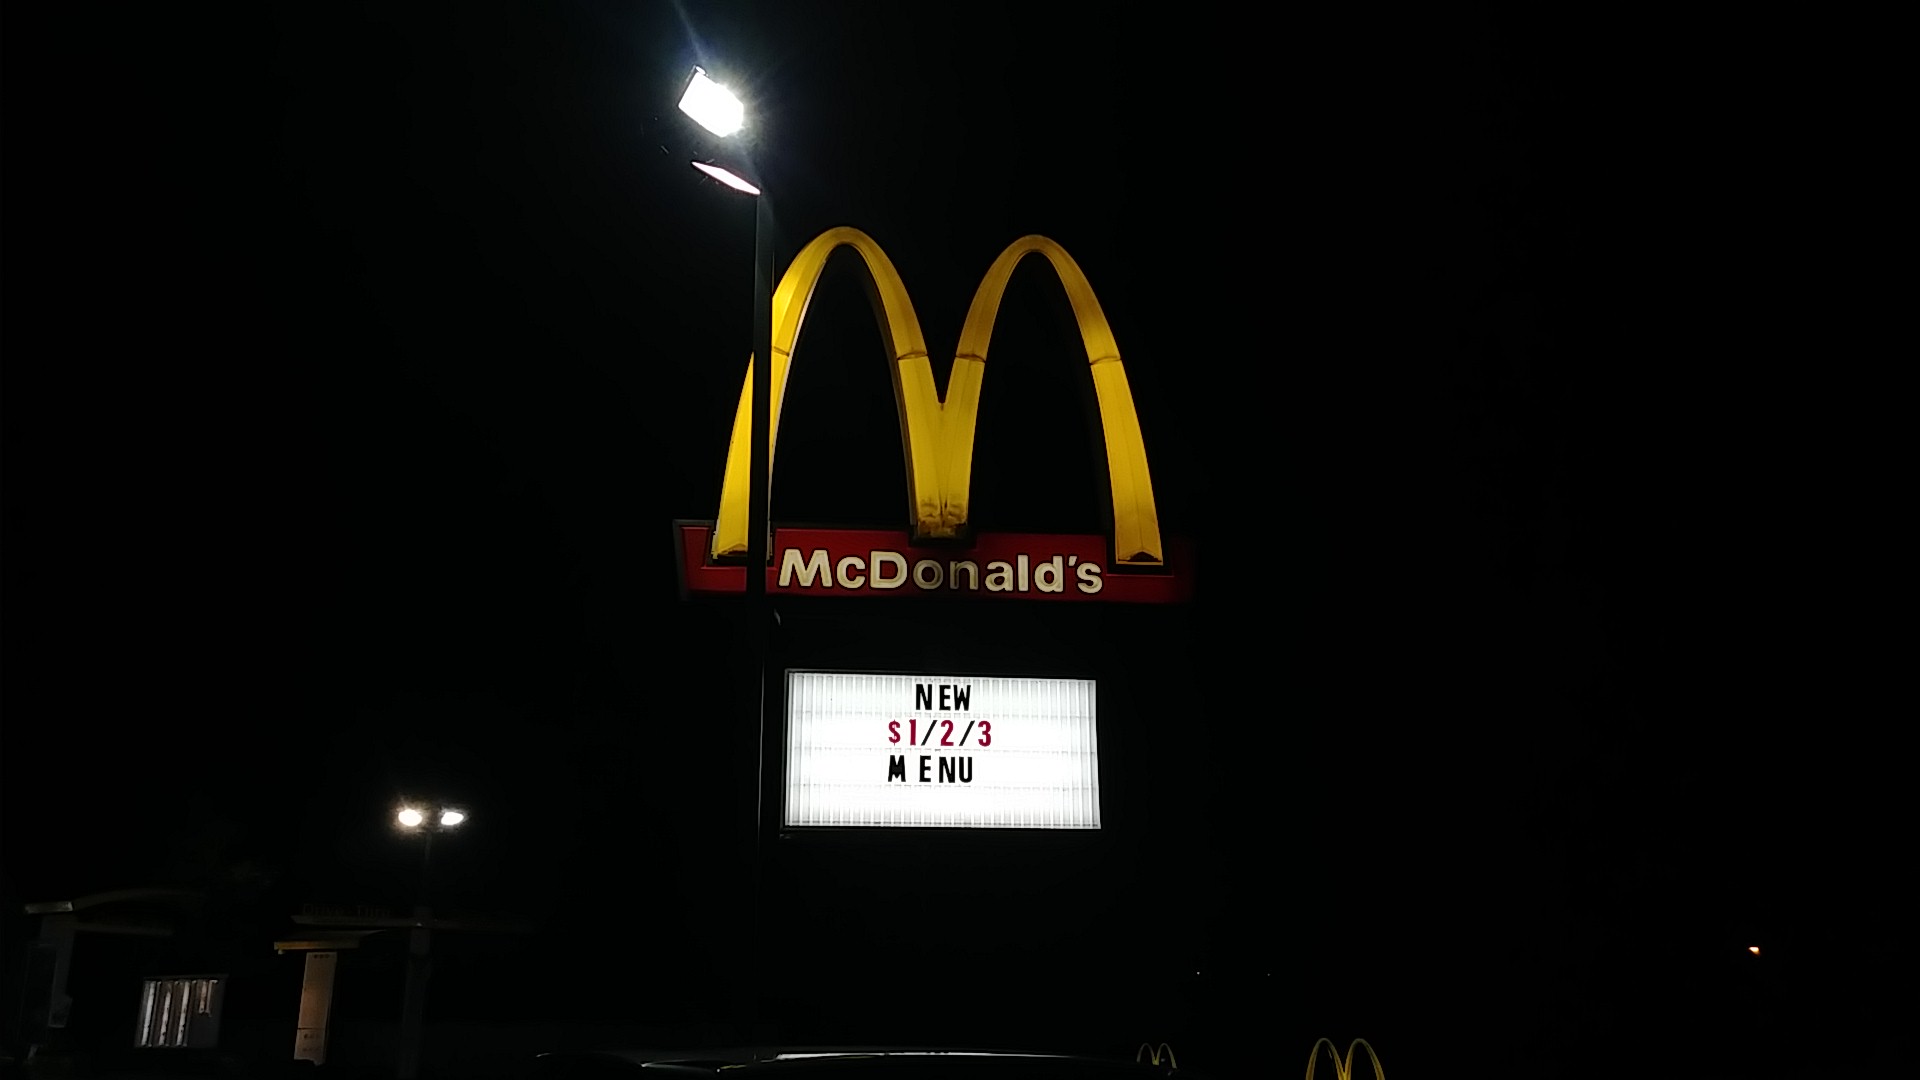 McDonald's
NEW
$1/2/3
MENU